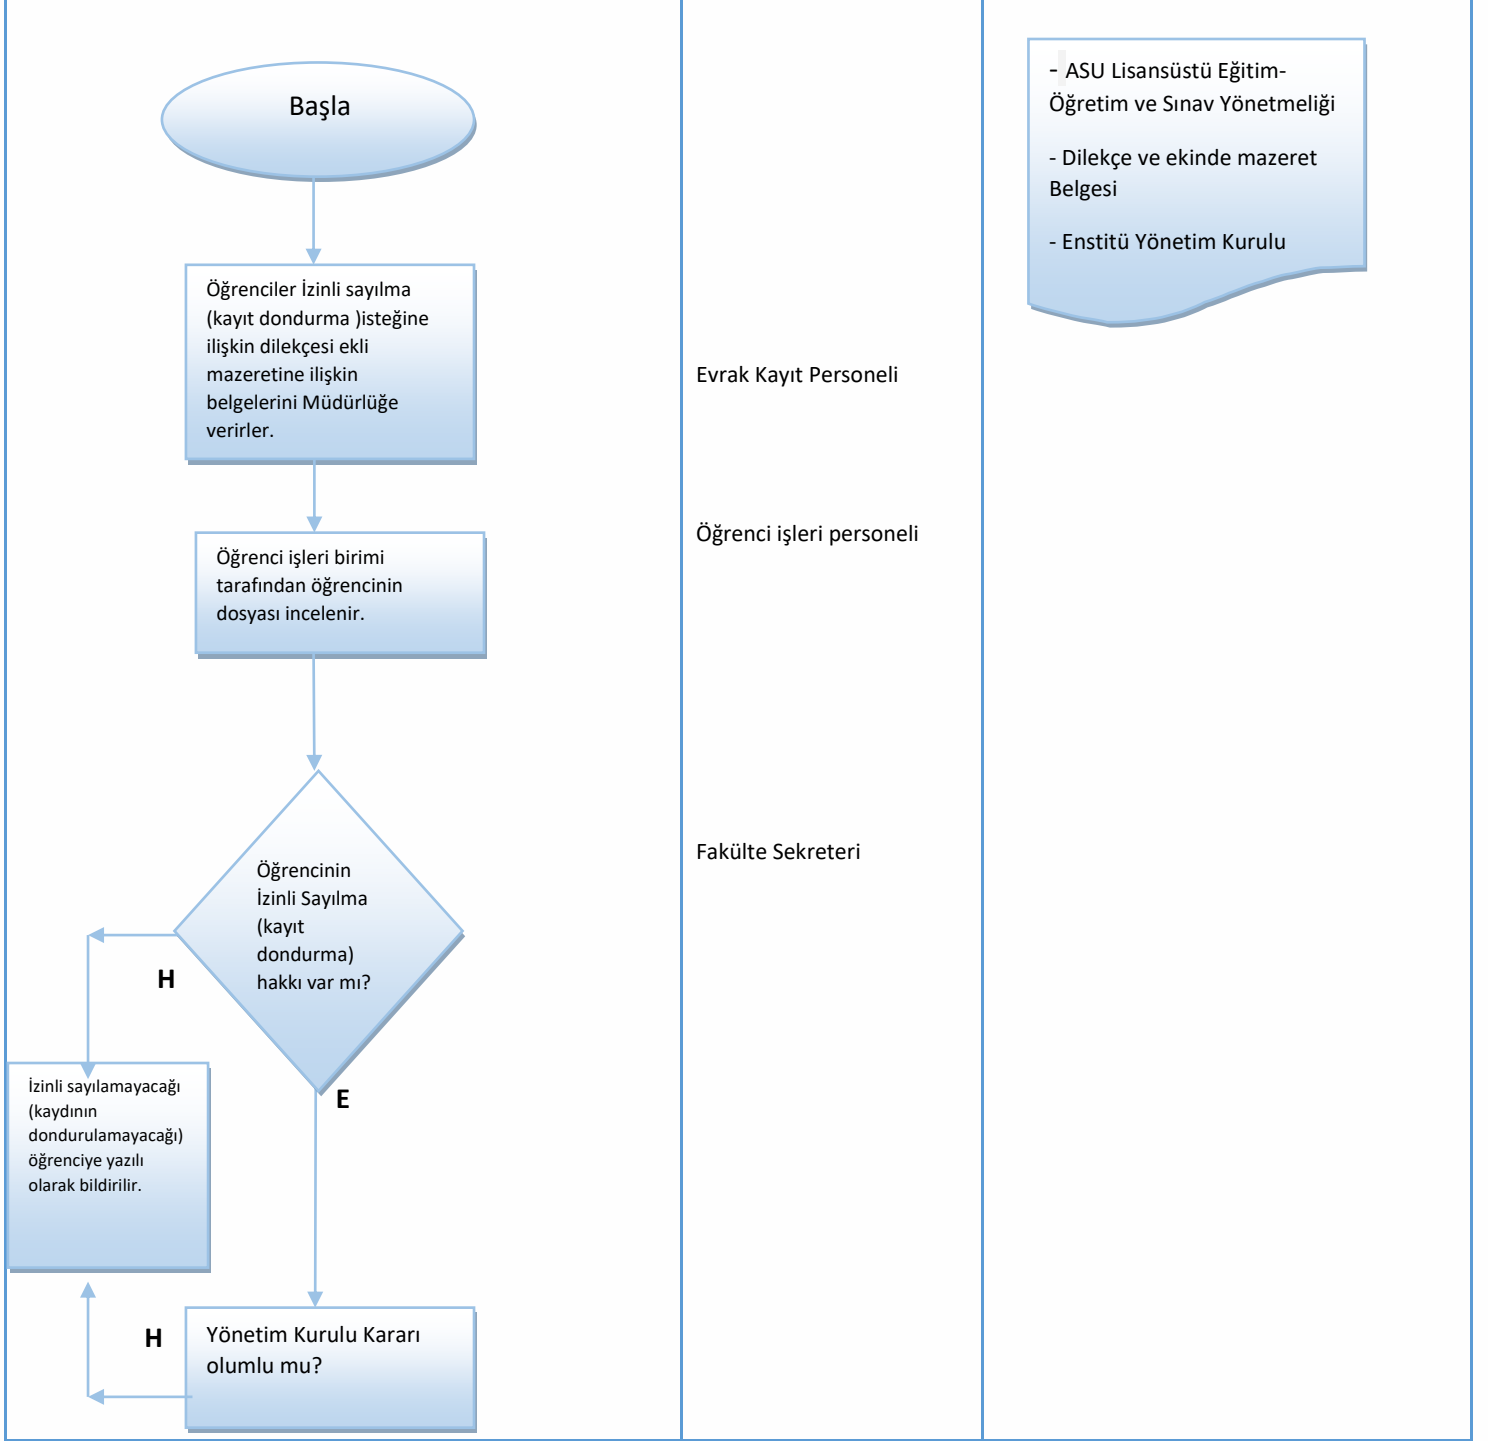 Başla
Öğrenciler İzinli sayılma
(kayıt dondurma )isteğine
ilişkin dilekçesi ekli
mazeretine ilişkin
belgelerini Müdürlüğe
verirler.
Öğrenci işleri birimi
tarafından öğrencinin
dosyası incelenir.
Öğrencinin
İzinli Sayılma
(kayıt
dondurma)
hakkı var mı?
H
E
İzinli sayılamayacağı
(kaydının
dondurulamayacağı)
öğrenciye yazılı
olarak bildirilir.
H
Yönetim Kurulu Kararı
olumlu mu?
Evrak Kayıt Personeli
Öğrenci işleri personeli
Fakülte Sekreteri
- ASU Lisansüstü Eğitim-
Öğretim ve Sınav Yönetmeliği
- Dilekçe ve ekinde mazeret
Belgesi
- Enstitü Yönetim Kurulu